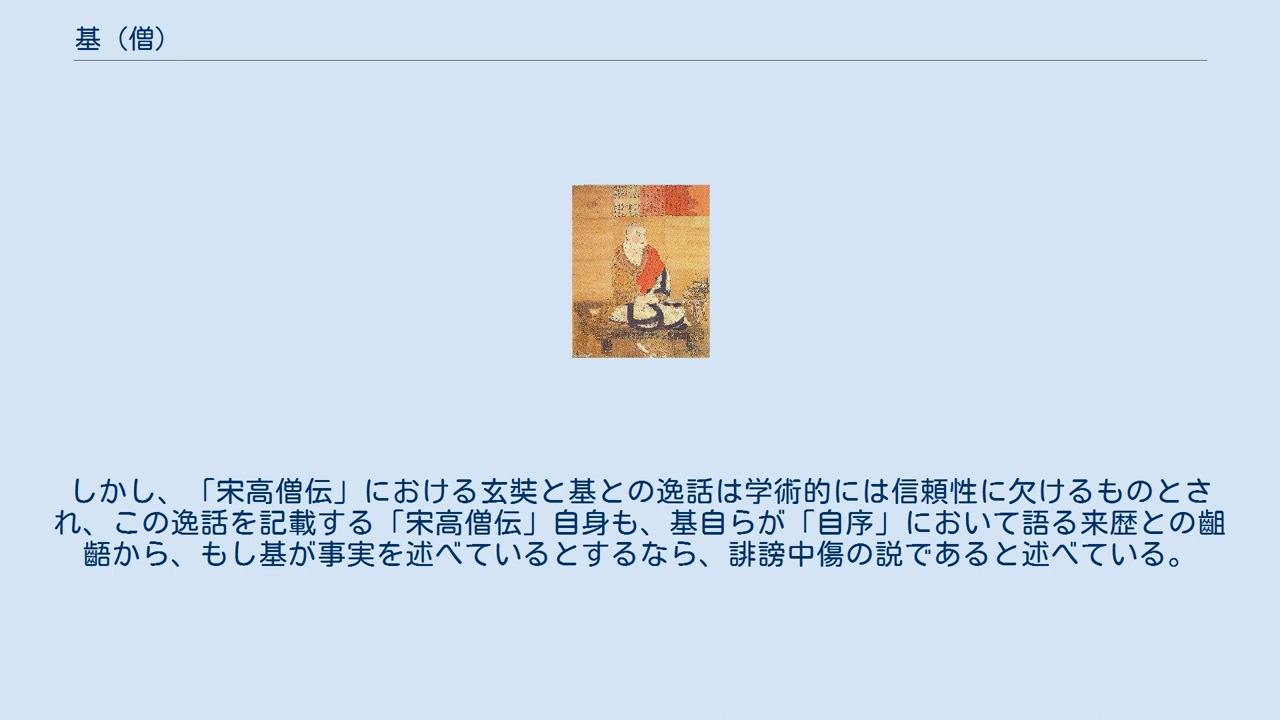 基（僧）
しかし、「宋高僧伝」における玄奘と基との逸話は学術的には信頼性に欠けるものとさ
れ、この逸話を記載する「宋高僧伝」自身も、基自らが「自序」において語る来歴との齟
齬から、もし基が事実を述べているとするなら、誹謗中傷の説であると述べている。